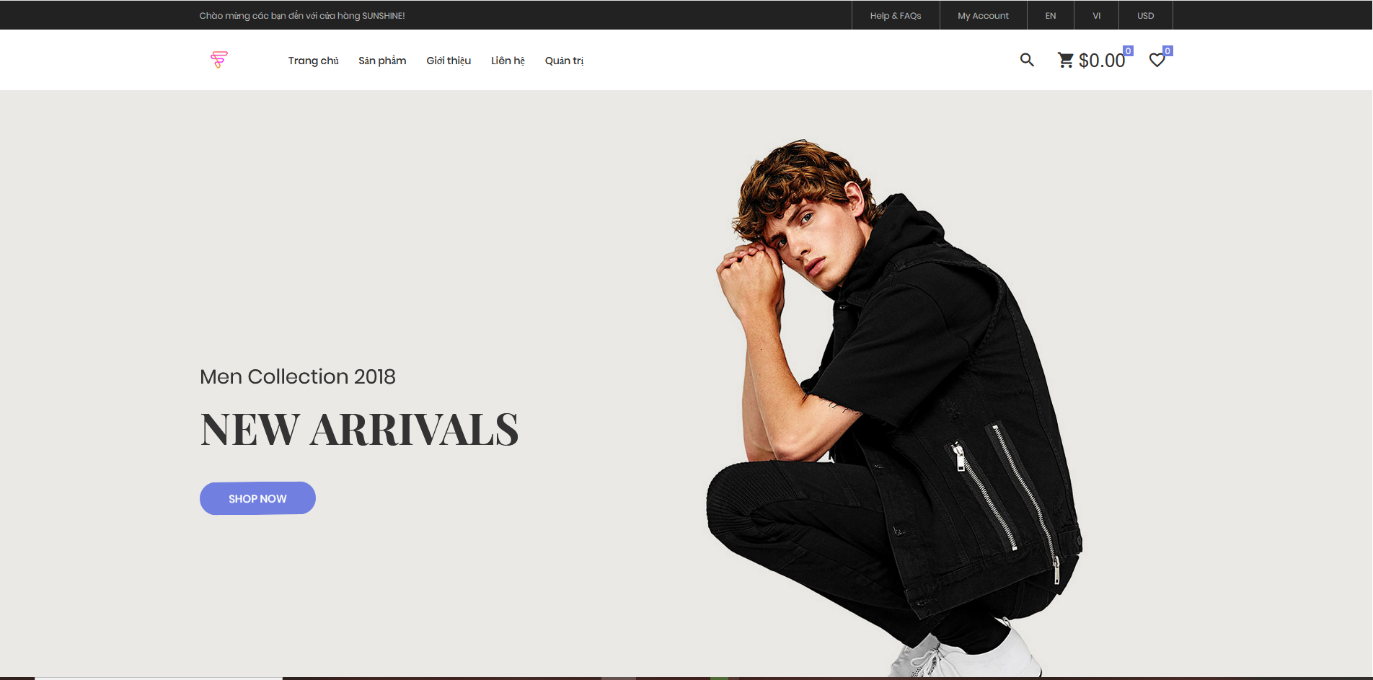 Chào mừng các bạn đến với cửa hàng SUNSHINE!
Help & FAQs
My Account
EN
VI
USD
Trang chủ
Sản phẩm
Giới thiệu
Liên hệ
Quản trị
$0.00
0
0
Men Collection 2018
NEW ARRIVALS
SHOP NOW